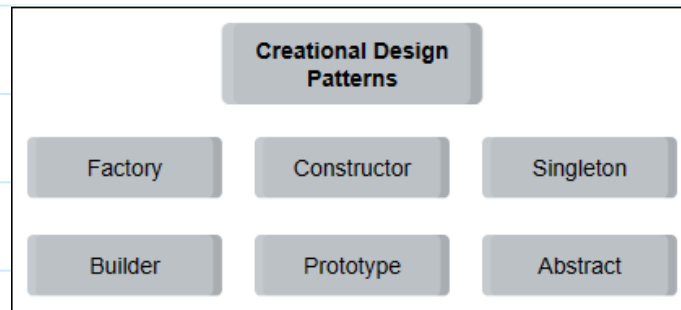 Creational Design
Patterns
Factory
Constructor
Singleton
Builder
Prototype
Abstract